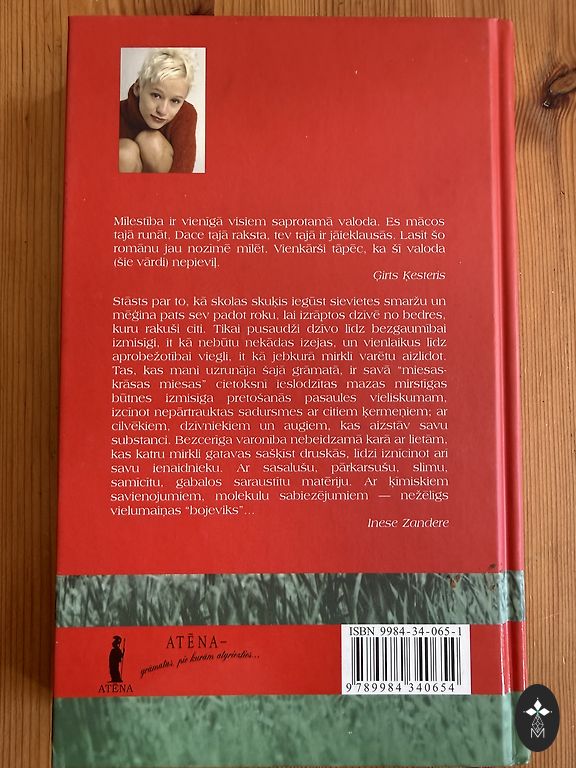 Mīlestība ir vienīgā visiem saprotamā valoda. Es mācos
tajā runāt. Dace tajā raksta, tev tajā ir jāieklausās. Lasīt šo
romānu jau nozīmē mīlēt. Vienkārši tāpēc, ka šī valoda
(šie vārdi) nepieviļ.
Ģirts Ķesteris
Stāsts par to, kā skolas skuķis iegūst sievietes smaržu un
mēģina pats sev padot roku, lai izrāptos dzīvē no bedres,
kuru rakuši citi. Tikai pusaudži dzīvo līdz bezgalībai
izmisīgi, it kā nebūtu nekādas izejas, un vienlaikus līdz
aprobežotībai viegli, it kā jebkurā mirklī varētu aizlidot.
Tas, kas mani uzrunāja šajā grāmatā, ir savā “miesas-
krāsas miesas” cietoksnī ieslodzītas mazas mirstīgas
būtnes izmisīga pretošanās pasaules vieliskumam,
izcīnot nepārtrauktas sadursmes ar citiem ķermeņiem; ar
cilvēkiem, dzīvniekiem un augiem, kas aizstāv savu
substanci. Bezcerīga varonība nebeidzamā karā ar lietām,
kas katru mirkli gatavas sašķīst druskās, līdzi iznīcinot arī
savu ienaidnieku. Ar sasalušu, pārkarsušu, slimu,
samīcītu, gabalos saraustītu matēriju. Ar ķīmiskiem
savienojumiem, molekulu sabiezējumiem — nežēlīgs
vielumaiņas “bojeviks”...
Inese Zandere
ISBN 9984-34-065-1
ATĒNA–
grāmatas, pie kurām atgriezties...
ATĒNA
9 789984 340654
M